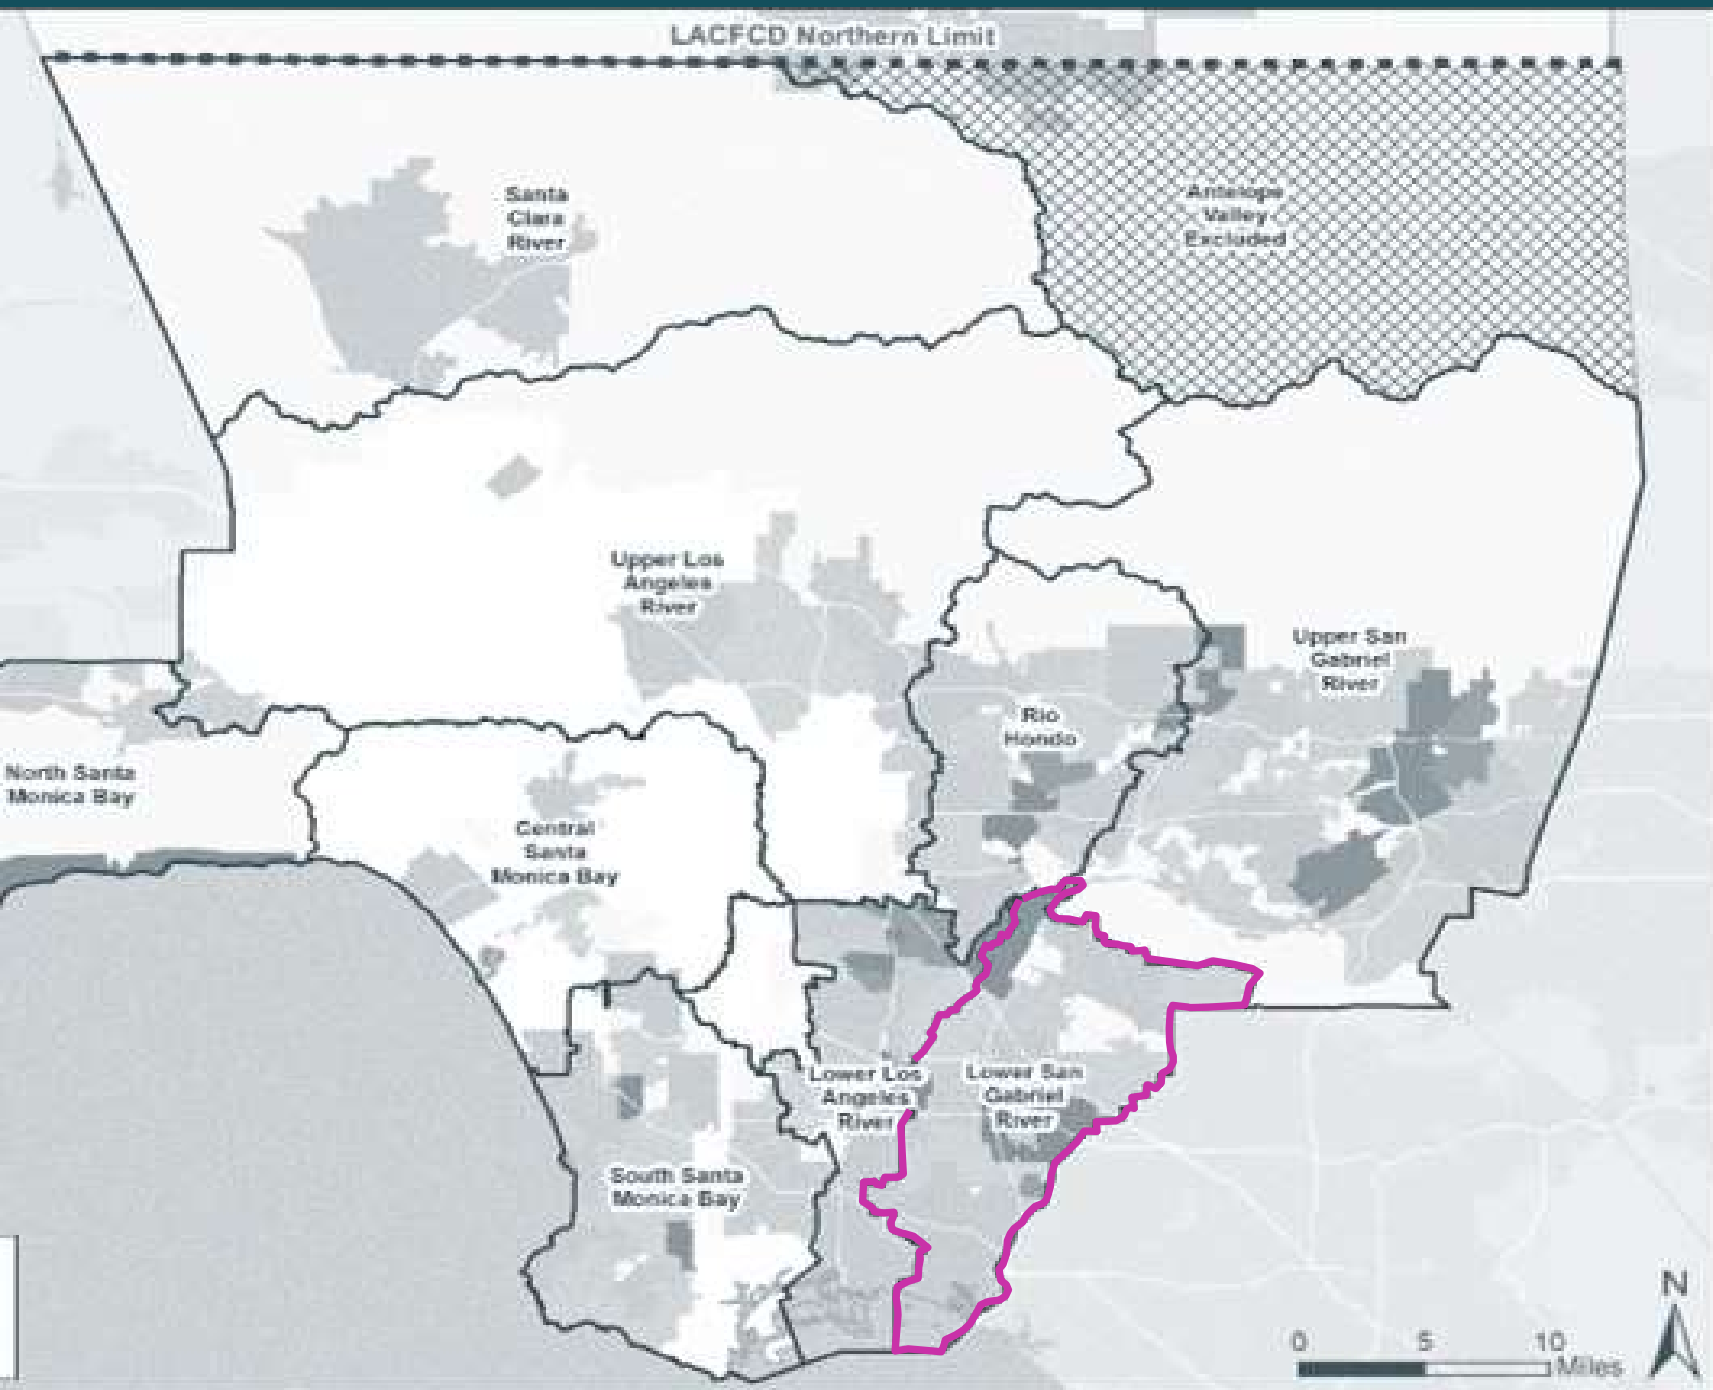 LACFCD Northern Limit
Santa
Clara
River
Antelope
Valley
Excluded
Upper Los
Angeles
River
Upper San
Gabriel
River
Rio
Hondo
North Santa
Monica Bay
Central
Santa
Monica Bay
Lower Los
Angeles
River
Lower San
Gabriel
River
South Santa
Monica Bay
N
0 5 10
Miles